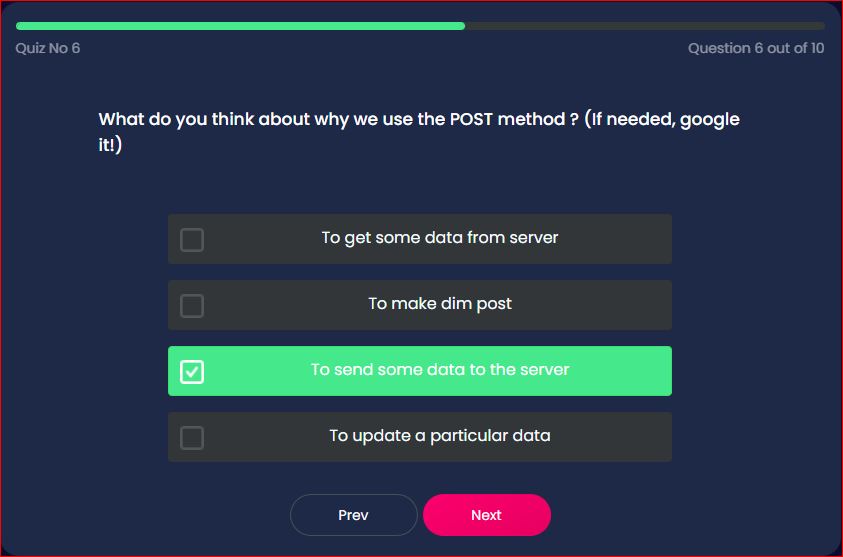 Quiz No 6
Question 6 out of 10
What do you think about why we use the POST method ? (If needed, google
it!)
To get some data from server
To make dim post
To send some data to the server
To update a particular data
Prev
Next